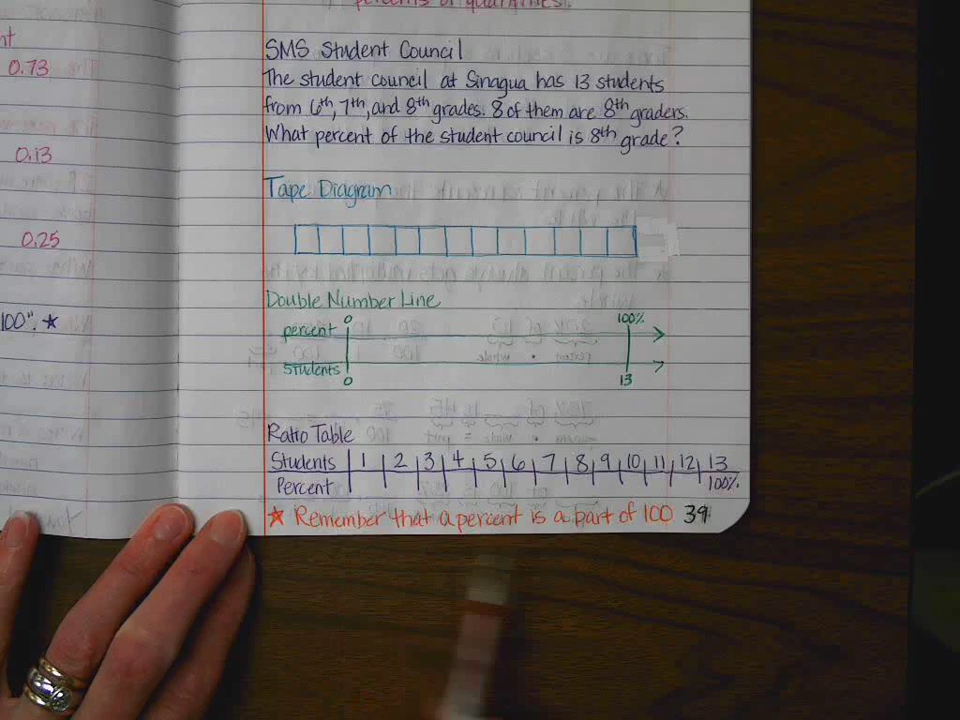 percents of quantities.
nt
0.73
0.13
0.25
100". ★
SMS Student Council
The student council at Sinagua has 13 students
from 6th, 7th, and 8th grades. 8 of them are 8th graders.
What percent of the student council is 8th grade?
Tape Diagram
Double Number Line
0 100%
percent
students
0 13
Ratio Table
Students 1 2 3 4 5 6 7 8 9 10 11 12 13
Percent 100%
★ Remember that a percent is a part of 100 39